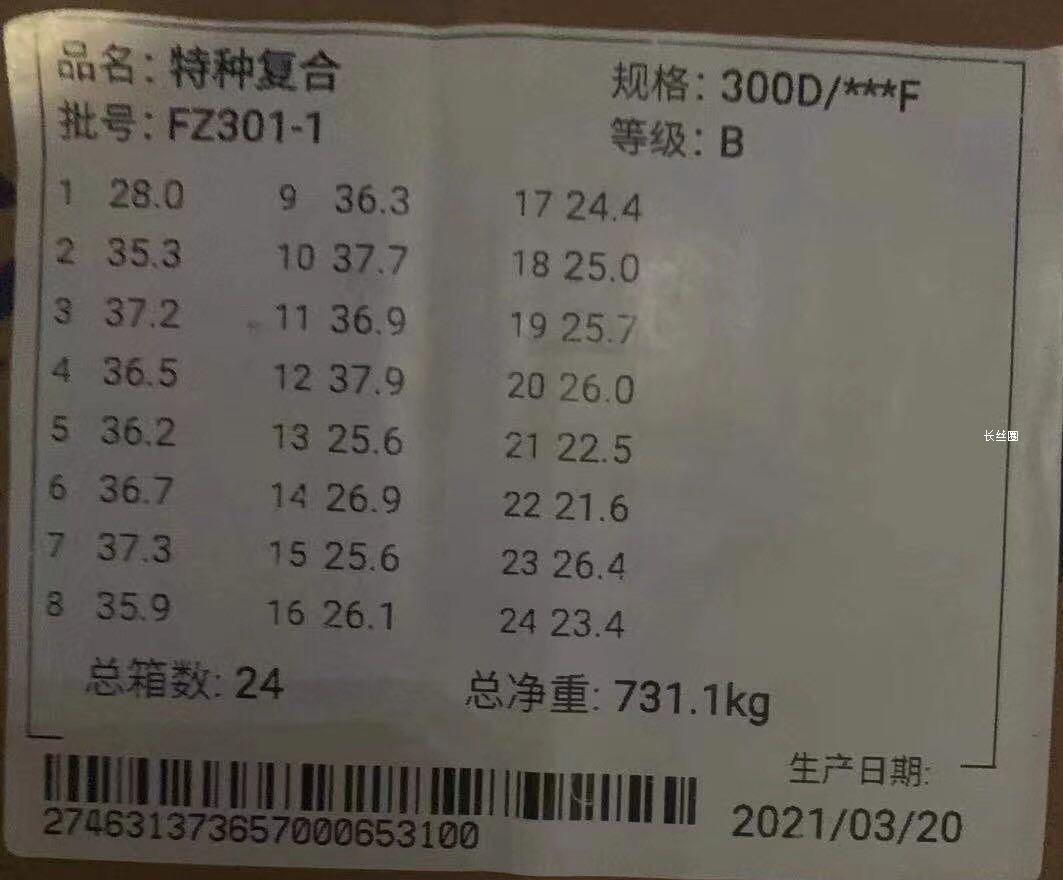 品名: 特种复合 规格: 300D/***F
批号: FZ301-1 等级: B
1 28.0 9 36.3 17 24.4
2 35.3 10 37.7 18 25.0
3 37.2 11 36.9 19 25.7
4 36.5 12 37.9 20 26.0
5 36.2 13 25.6 21 22.5
6 36.7 14 26.9 22 21.6
7 37.3 15 25.6 23 26.4
8 35.9 16 26.1 24 23.4
总箱数: 24 总净重: 731.1kg
生产日期:
274631373657000653100 2021/03/20
长丝圈